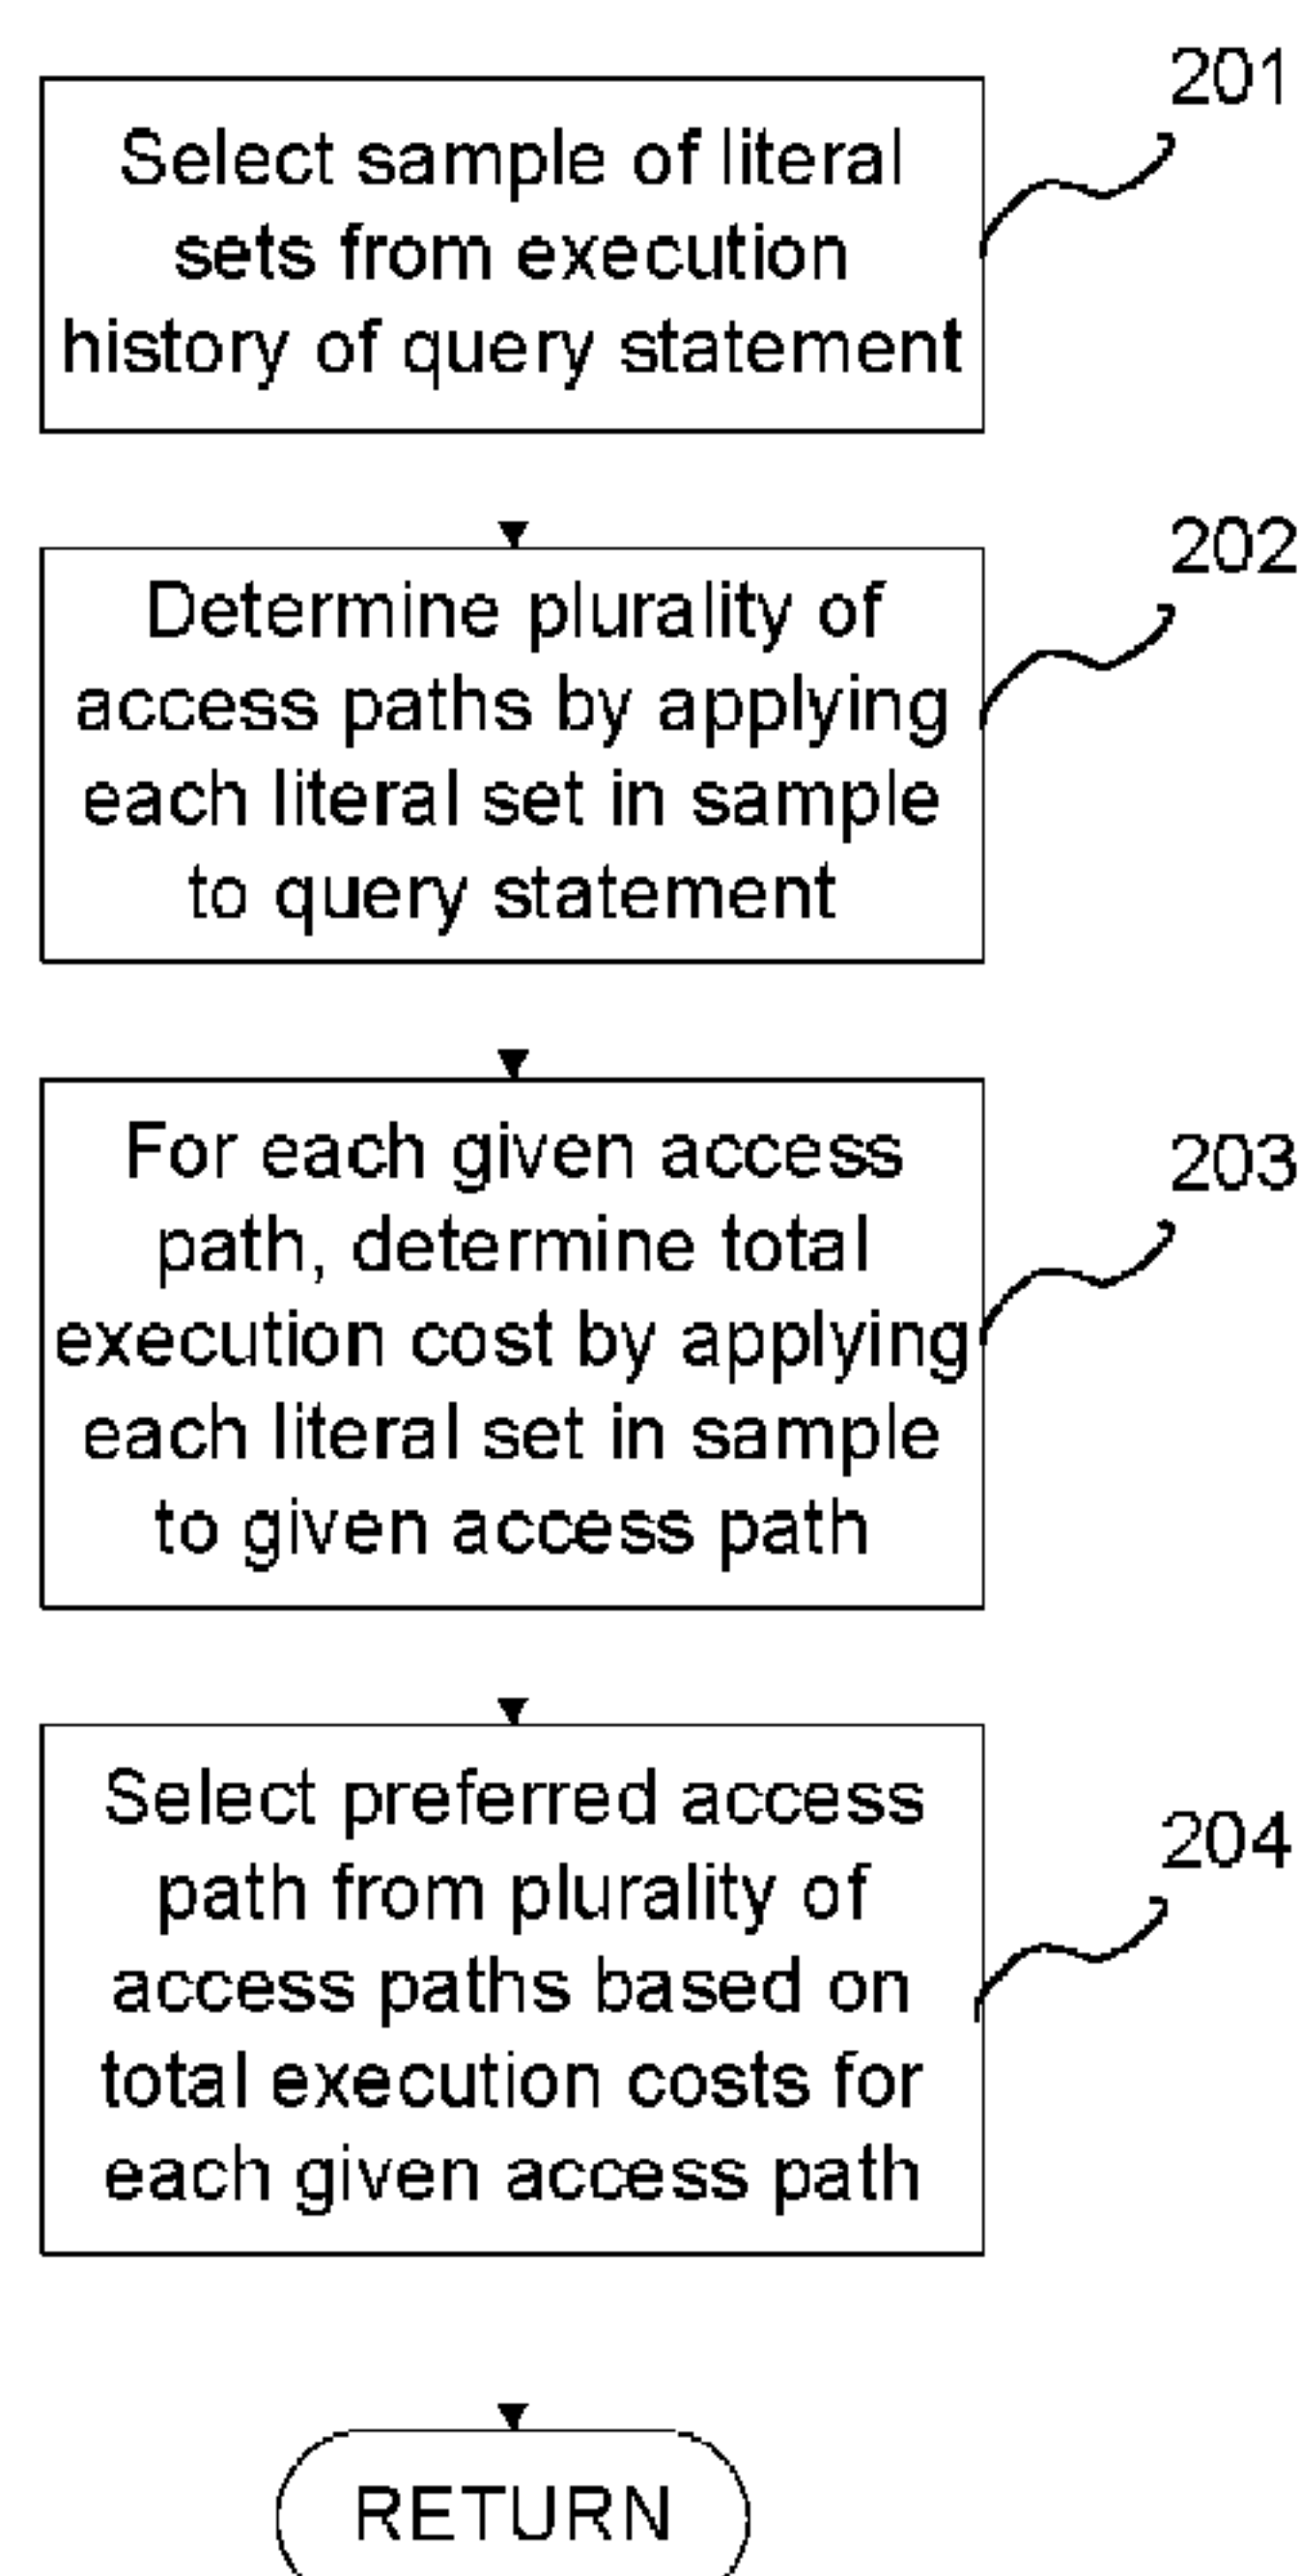 201
Select sample of literal
sets from execution
history of query statement
202
Determine plurality of
access paths by applying
each literal set in sample
to query statement
203
For each given access
path, determine total
execution cost by applying
each literal set in sample
to given access path
204
Select preferred access
path from plurality of
access paths based on
total execution costs for
each given access path
RETURN